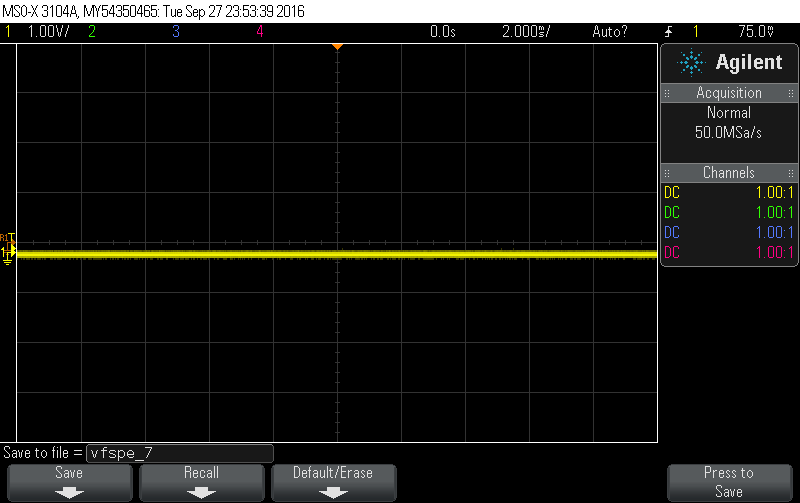 MSO-X 3104A, MY54350465: Tue Sep 27 23:53:39 2016
1 1.00V/ 2 3 4 0.0s 2.000s/ Auto? 1 75.0V
Agilent
Acquisition
Normal
50.0MSa/s
Channels
DC 1.00:1
DC 1.00:1
DC 1.00:1
DC 1.00:1
T
1
Save to file = vfspe_7
Save Recall Default/Erase Press to
Save